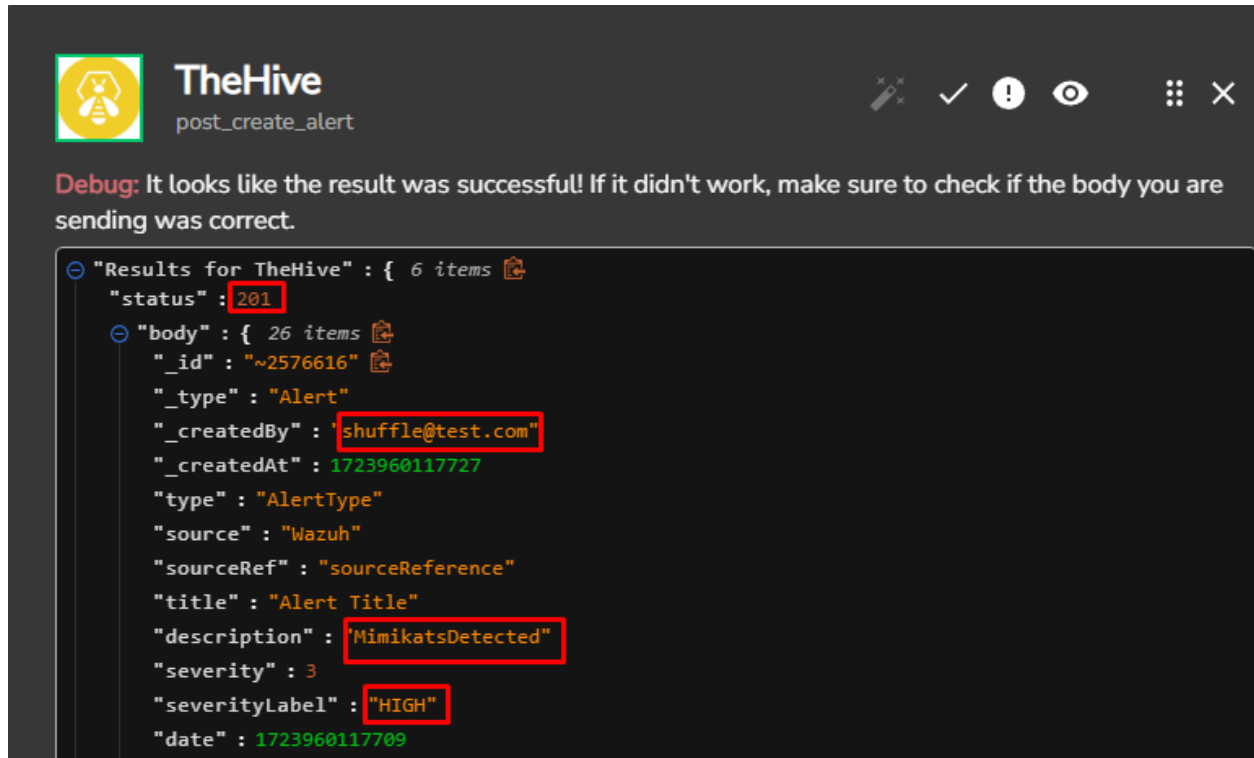 TheHive
post_create_alert
Debug: It looks like the result was successful! If it didn't work, make sure to check if the body you are
sending was correct.
"Results for TheHive" : { 6 items
"status" : 201
"body" : { 26 items
"_id" : "~2576616"
"_type" : "Alert"
"_createdBy" : "shuffle@test.com"
"_createdAt" : 1723960117727
"type" : "AlertType"
"source" : "Wazuh"
"sourceRef" : "sourceReference"
"title" : "Alert Title"
"description" : "MimikatsDetected"
"severity" : 3
"severityLabel" : "HIGH"
"date" : 1723960117709